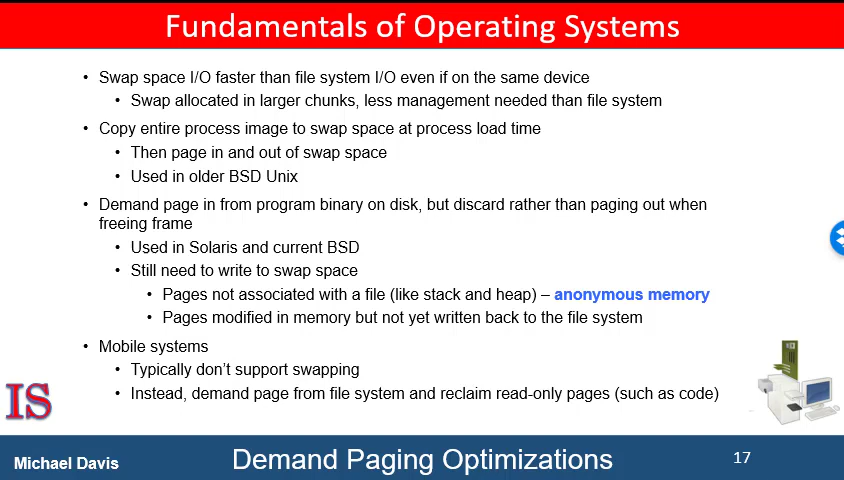 Fundamentals of Operating Systems
• Swap space I/O faster than file system I/O even if on the same device
• Swap allocated in larger chunks, less management needed than file system
• Copy entire process image to swap space at process load time
• Then page in and out of swap space
• Used in older BSD Unix
• Demand page in from program binary on disk, but discard rather than paging out when
freeing frame
• Used in Solaris and current BSD
• Still need to write to swap space
• Pages not associated with a file (like stack and heap) – anonymous memory
• Pages modified in memory but not yet written back to the file system
• Mobile systems
• Typically don’t support swapping
• Instead, demand page from file system and reclaim read-only pages (such as code)
IS
Michael Davis
Demand Paging Optimizations
17